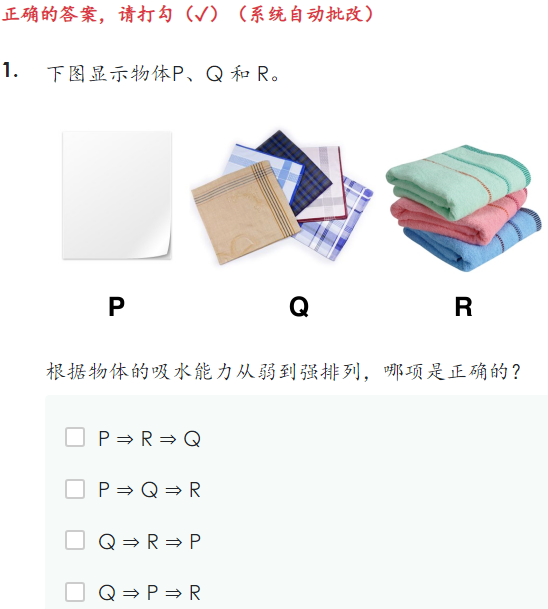 正确的答案，请打勾（✓）（系统自动批改）
1. 下图显示物体P、Q 和 R。
P Q R
根据物体的吸水能力从弱到强排列，哪项是正确的？
P ⇒ R ⇒ Q
P ⇒ Q ⇒ R
Q ⇒ R ⇒ P
Q ⇒ P ⇒ R